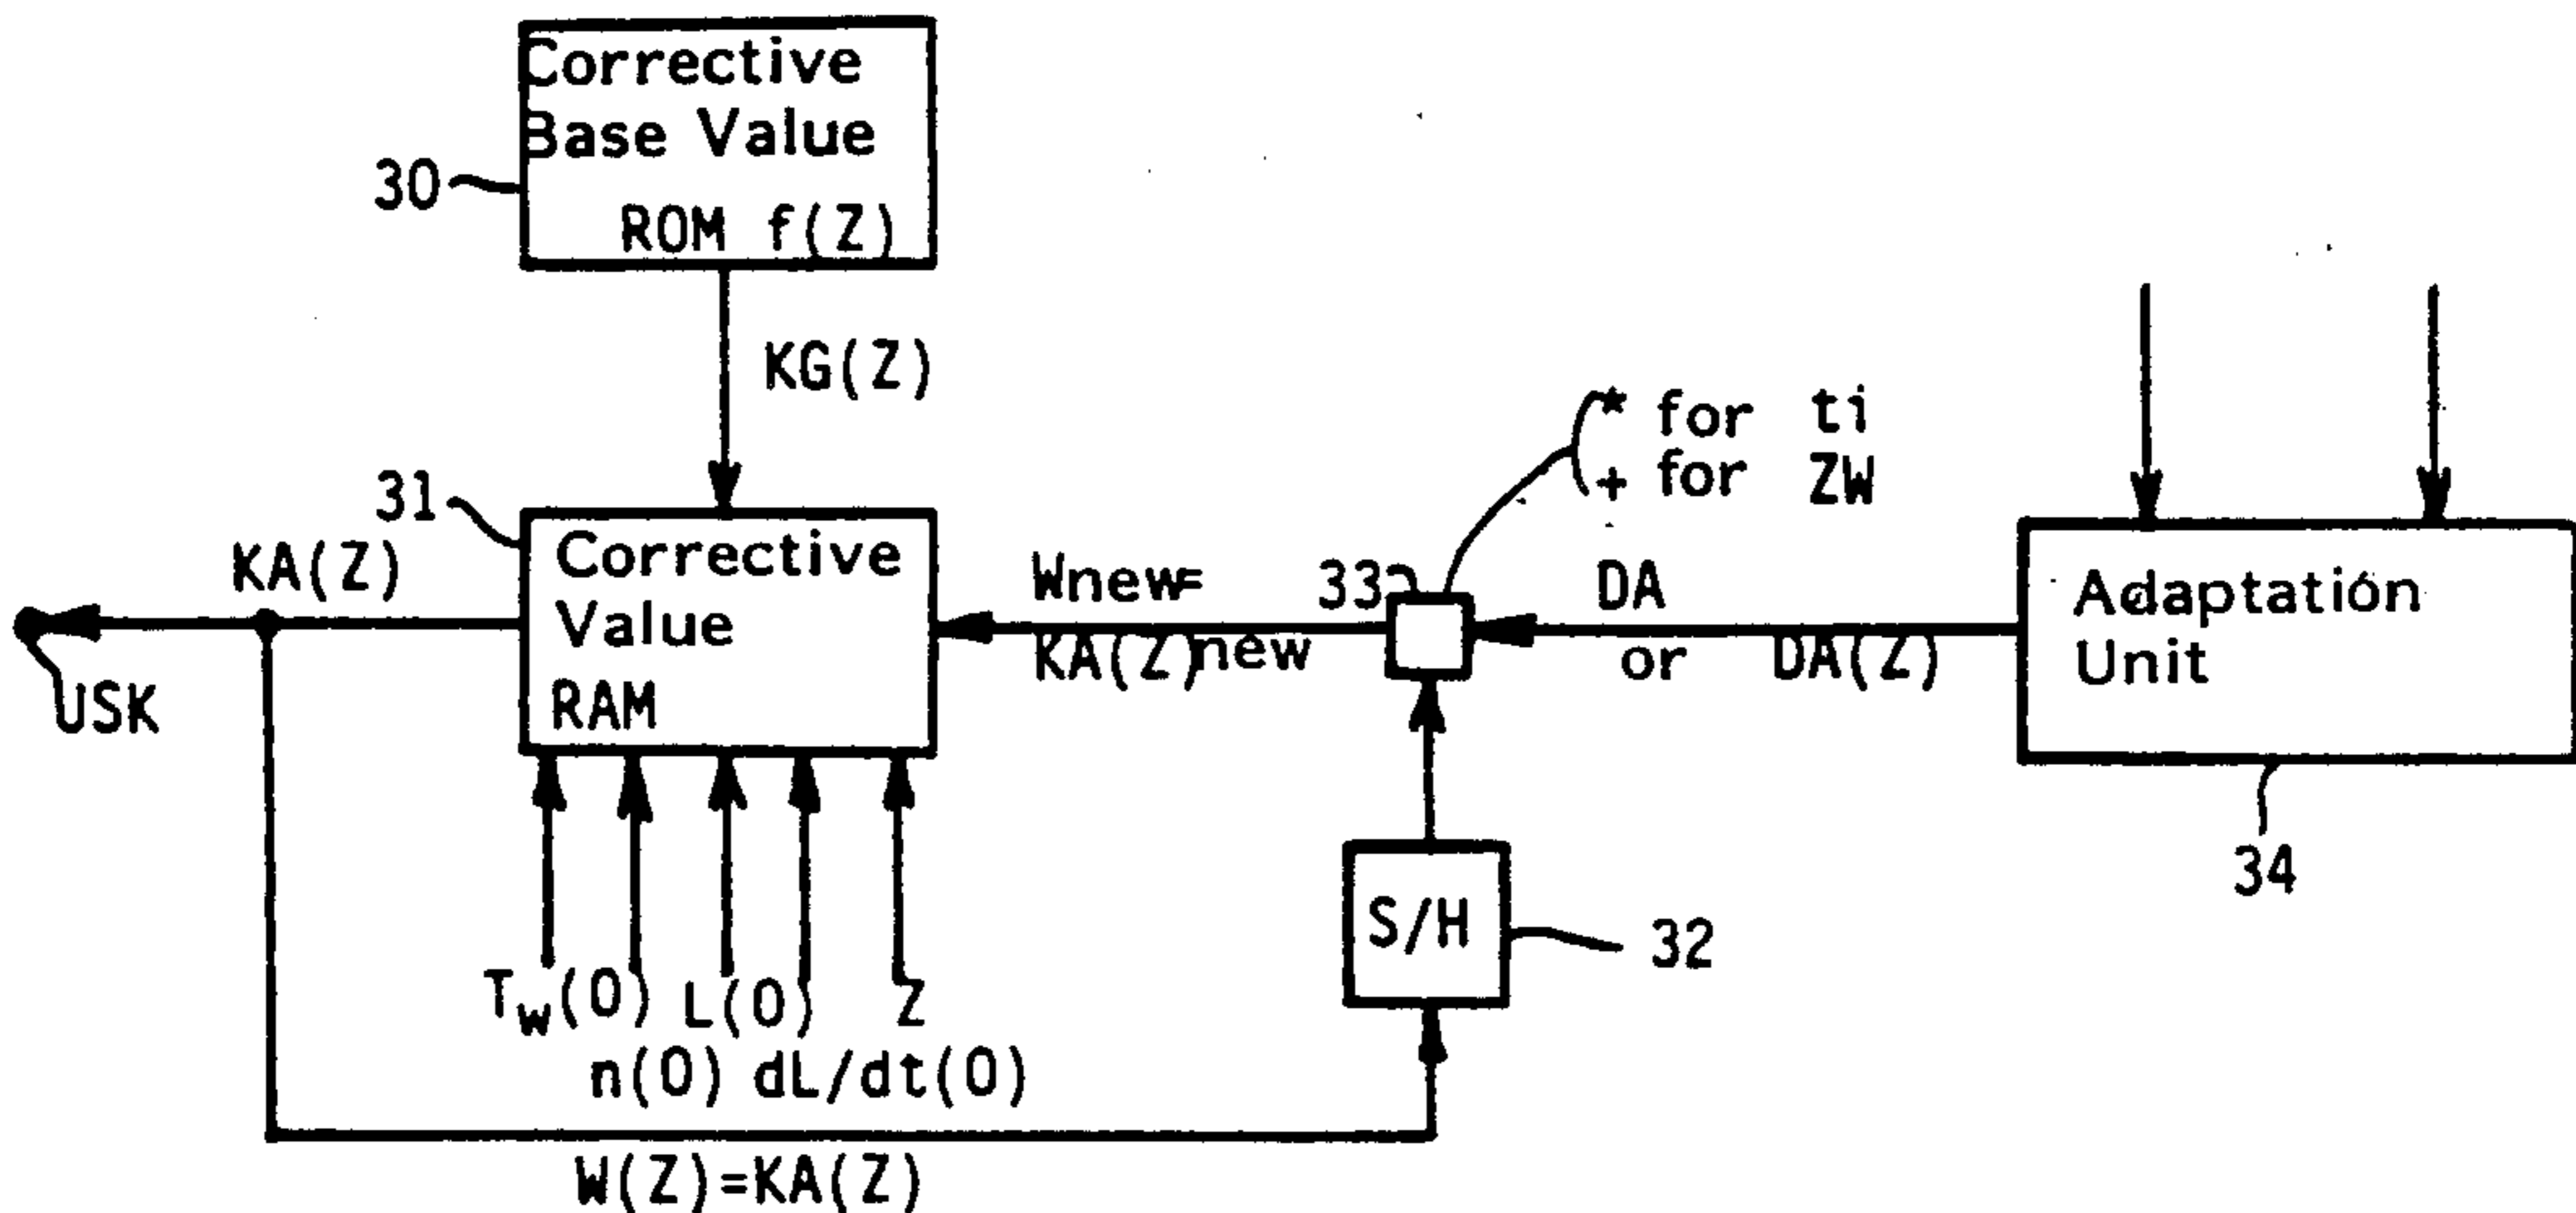 Corrective
Base Value
ROM f(Z)
30
KG(Z)
* for ti
+ for ZW
31
Corrective
Value
RAM
KA(Z)
USK
Wnew=
KA(Z)new
33
DA
or DA(Z)
Adaptation
Unit
34
S/H
32
Tw(0) L(0) Z
n(0) dL/dt(0)
W(Z)=KA(Z)